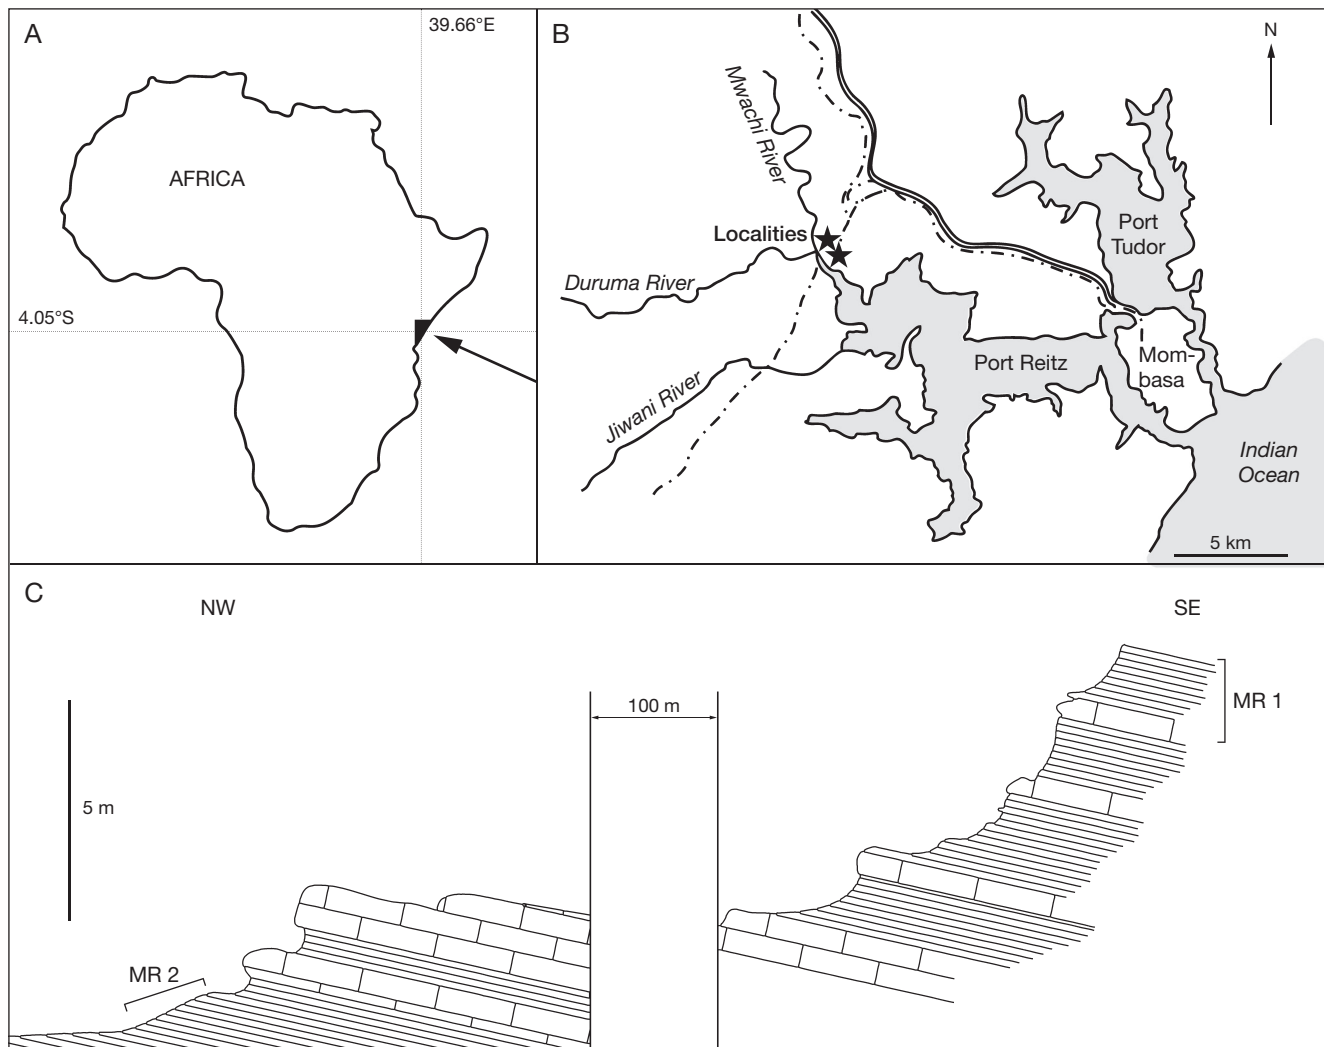 A
39.66°E
AFRICA
4.05°S
B
N
Mwachi River
Localities
Duruma River
Jiwani River
Port
Tudor
Port Reitz
Mom-
basa
Indian
Ocean
5 km
C
NW
SE
100 m
MR 1
5 m
MR 2